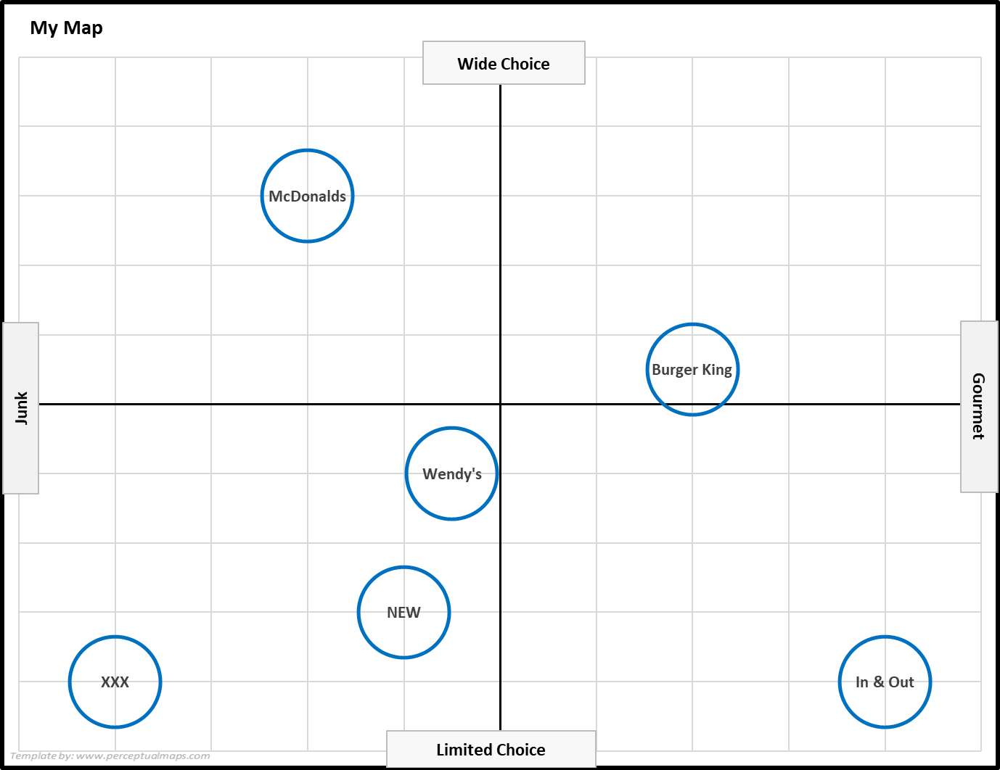 My Map
Wide Choice
McDonalds
Burger King
Junk
Gourmet
Wendy's
NEW
XXX
In & Out
Limited Choice
Template by: www.perceptualmaps.com